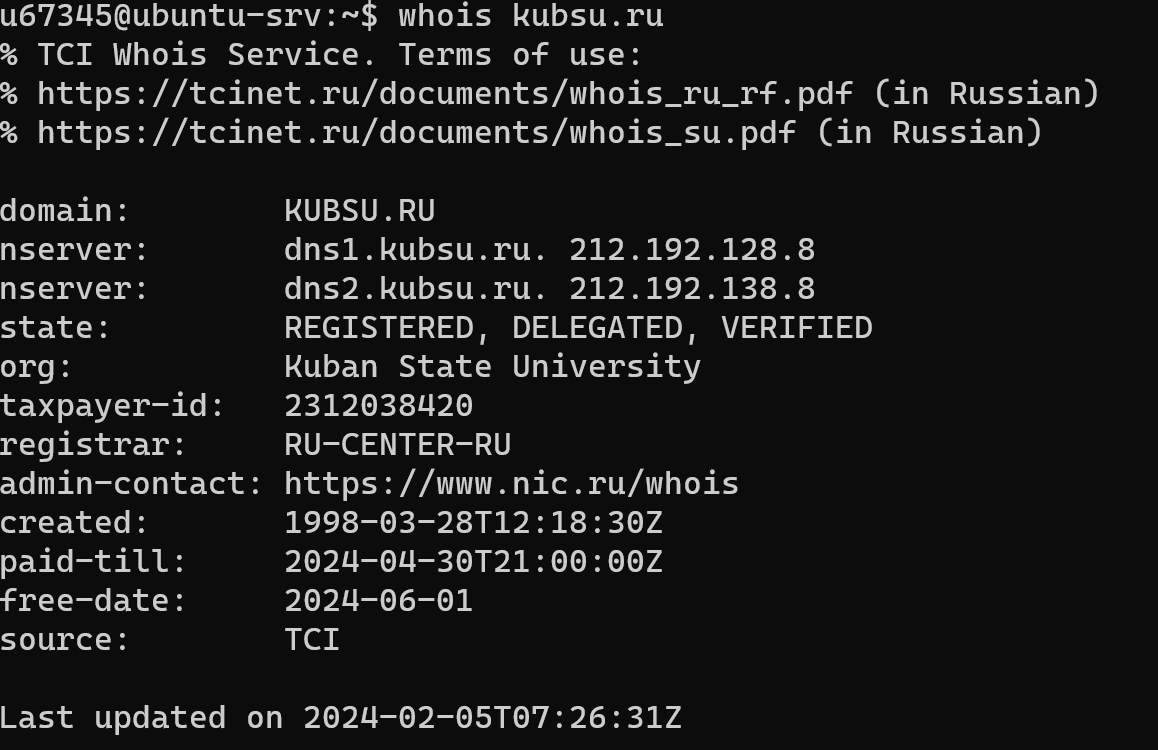 u67345@ubuntu-srv:~$ whois kubsu.ru
% TCI Whois Service. Terms of use:
% https://tcinet.ru/documents/whois_ru_rf.pdf (in Russian)
% https://tcinet.ru/documents/whois_su.pdf (in Russian)

domain:        KUBSU.RU
nserver:       dns1.kubsu.ru. 212.192.128.8
nserver:       dns2.kubsu.ru. 212.192.138.8
state:         REGISTERED, DELEGATED, VERIFIED
org:           Kuban State University
taxpayer-id:   2312038420
registrar:     RU-CENTER-RU
admin-contact: https://www.nic.ru/whois
created:       1998-03-28T12:18:30Z
paid-till:     2024-04-30T21:00:00Z
free-date:     2024-06-01
source:        TCI

Last updated on 2024-02-05T07:26:31Z